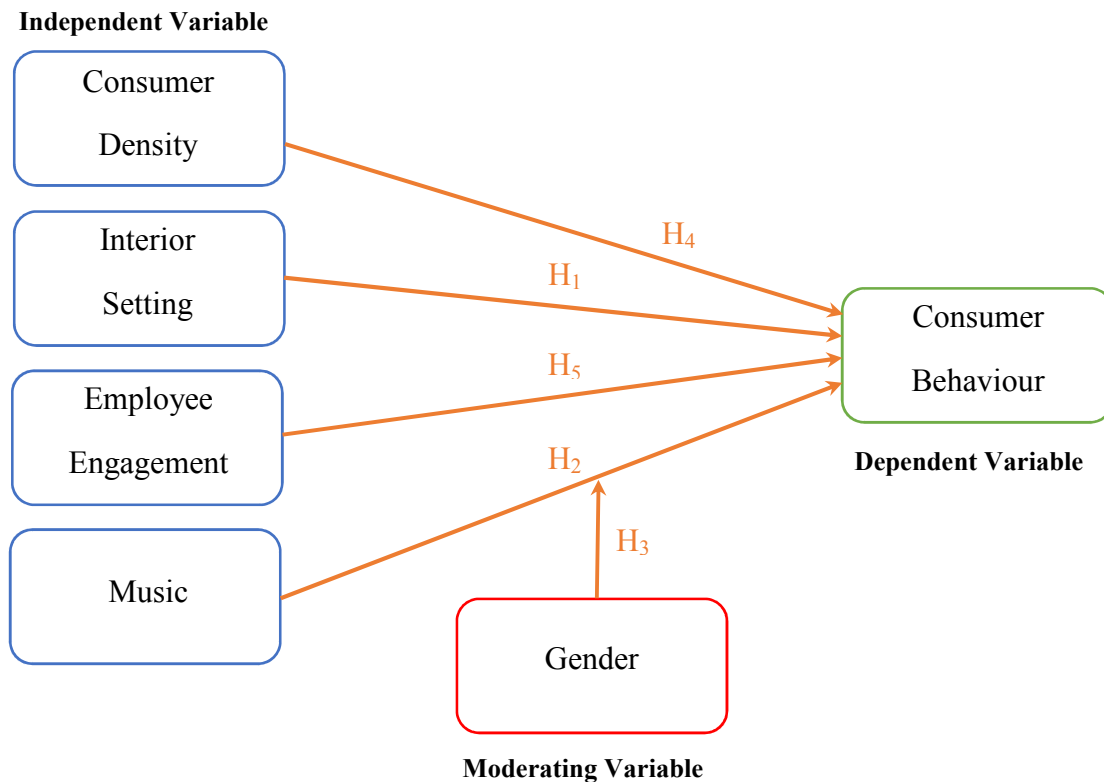 Independent Variable
Consumer
Density
H₄
Interior
Setting
H₁
Consumer
Behaviour
Employee
Engagement
H₅
H₂
Dependent Variable
Music
H₃
Gender
Moderating Variable